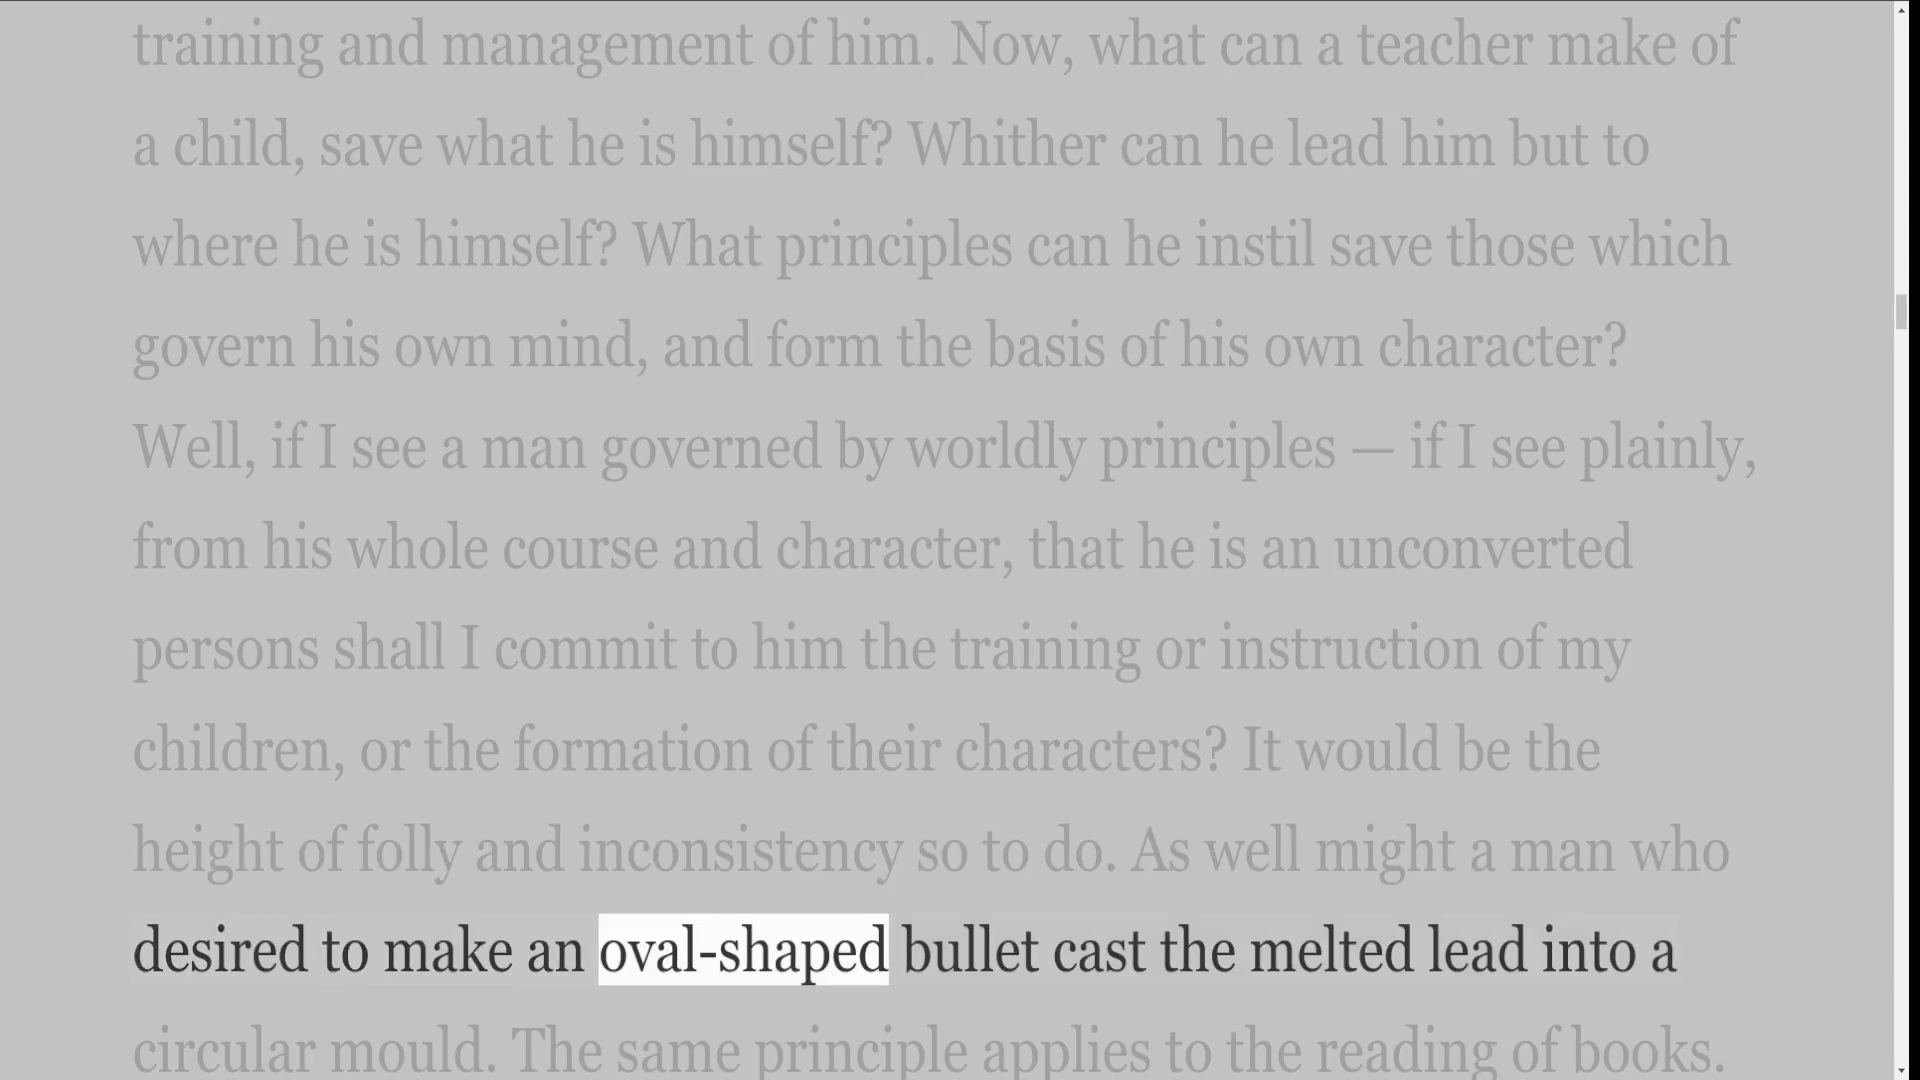 training and management of him. Now, what can a teacher make of
a child, save what he is himself? Whither can he lead him but to
where he is himself? What principles can he instil save those which
govern his own mind, and form the basis of his own character?
Well, if I see a man governed by worldly principles — if I see plainly,
from his whole course and character, that he is an unconverted
persons shall I commit to him the training or instruction of my
children, or the formation of their characters? It would be the
height of folly and inconsistency so to do. As well might a man who
desired to make an oval-shaped bullet cast the melted lead into a
circular mould. The same principle applies to the reading of books.